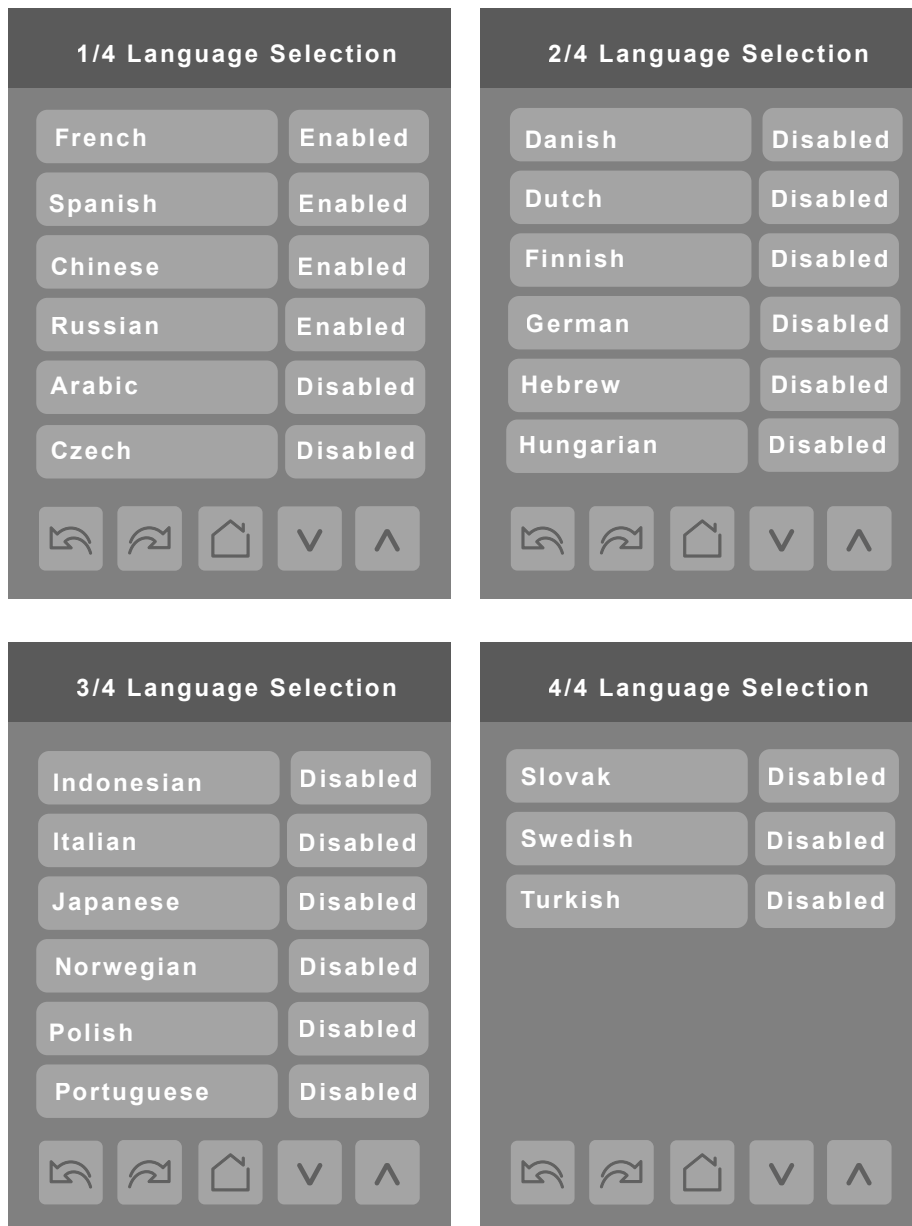 1/4 Language Selection
French Enabled
Spanish Enabled
Chinese Enabled
Russian Enabled
Arabic Disabled
Czech Disabled
2/4 Language Selection
Danish Disabled
Dutch Disabled
Finnish Disabled
German Disabled
Hebrew Disabled
Hungarian Disabled
3/4 Language Selection
Indonesian Disabled
Italian Disabled
Japanese Disabled
Norwegian Disabled
Polish Disabled
Portuguese Disabled
4/4 Language Selection
Slovak Disabled
Swedish Disabled
Turkish Disabled